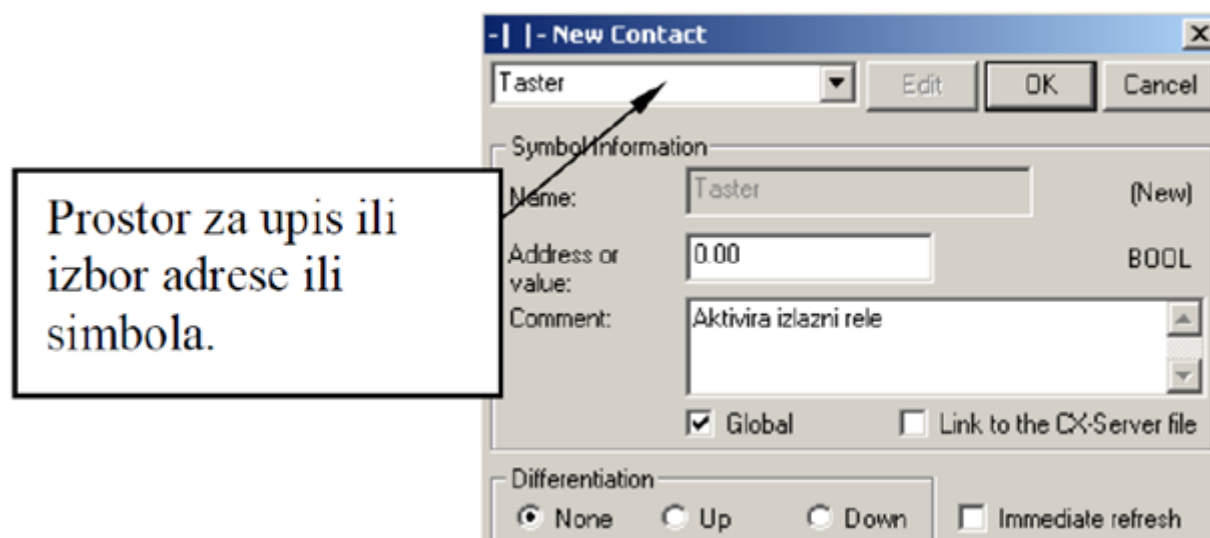 -| |- New Contact
Taster
Edit OK Cancel
Symbol Information
Name: Taster (New)
Address or value: 0.00 BOOL
Comment: Aktivira izlazni rele
Global Link to the CX-Server file
Differentiation
None Up Down Immediate refresh
Prostor za upis ili
izbor adrese ili
simbola.